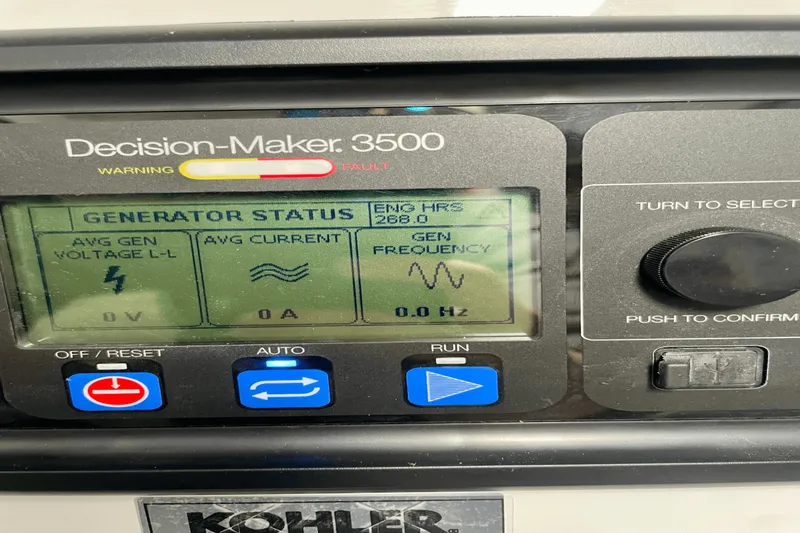 Decision-Maker® 3500
WARNING FAULT
GENERATOR STATUS
ENG HRS
268.0
AVG GEN
VOLTAGE L-L
0 V
AVG CURRENT
0 A
GEN
FREQUENCY
0.0 Hz
OFF / RESET
AUTO
RUN
TURN TO SELECT
PUSH TO CONFIRM
KOHLER